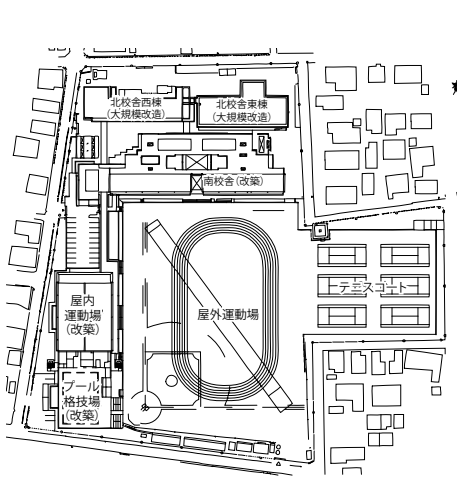 北校舎西棟
(大規模改造)
北校舎東棟
(大規模改造)
南校舎(改築)
屋外運動場
テニスコート
屋内
運動場
(改築)
プール
格技場
(改築)